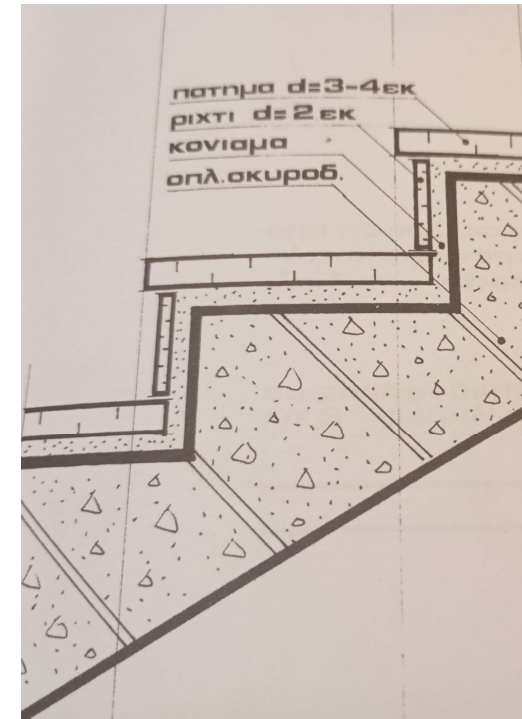 πατημα d=3-4εκ
ριχτι d=2εκ
κονιαμα
οπλ.σκυροδ.